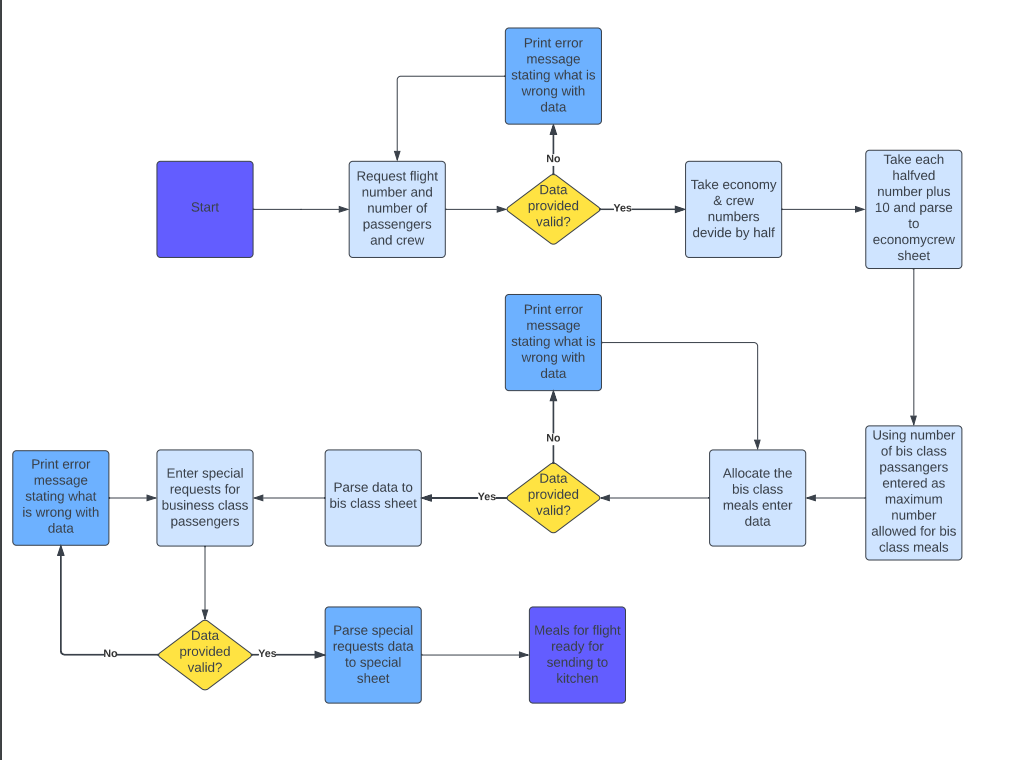 Print error
message
stating what is
wrong with
data
No
Start
Request flight
number and
number of
passengers
and crew
Data
provided
valid?
Yes
Take economy
& crew
numbers
devide by half
Take each
halfved
number plus
10 and parse
to
economycrew
sheet
Print error
message
stating what is
wrong with
data
No
Using number
of bis class
passangers
entered as
maximum
number
allowed for bis
class meals
Allocate the
bis class
meals enter
data
Data
provided
valid?
Yes
Parse data to
bis class sheet
Enter special
requests for
business class
passengers
Print error
message
stating what
is wrong with
data
No
Data
provided
valid?
Yes
Parse special
requests data
to special
sheet
Meals for flight
ready for
sending to
kitchen